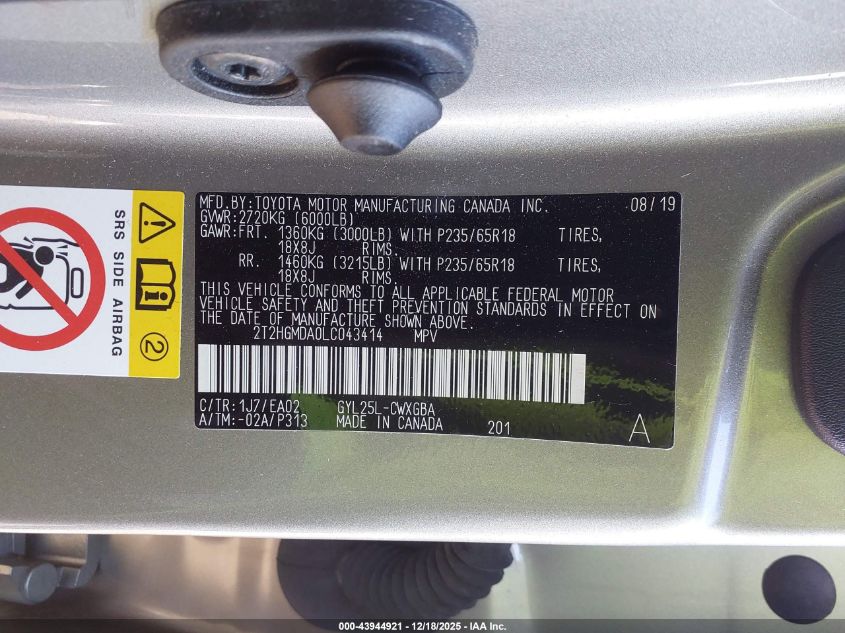 MFD.BY:TOYOTA MOTOR MANUFACTURING CANADA INC. 08/19
GVWR:2720KG (6000LB)
GAWR:FRT. 1360KG (3000LB) WITH P235/65R18 TIRES,
18X8J RIMS.
RR. 1460KG (3215LB) WITH P235/65R18 TIRES,
18X8J RIMS.
THIS VEHICLE CONFORMS TO ALL APPLICABLE FEDERAL MOTOR
VEHICLE SAFETY AND THEFT PREVENTION STANDARDS IN EFFECT ON
THE DATE OF MANUFACTURE SHOWN ABOVE.
2T2HGMDA0LC043414 MPV
C/TR:1J7/EA02 GYL25L-CWXGBA
A/TM:-02A/P313 MADE IN CANADA 201 A
SRS SIDE AIRBAG
2
000-43944921 – 12/18/2025 – IAA, Inc.